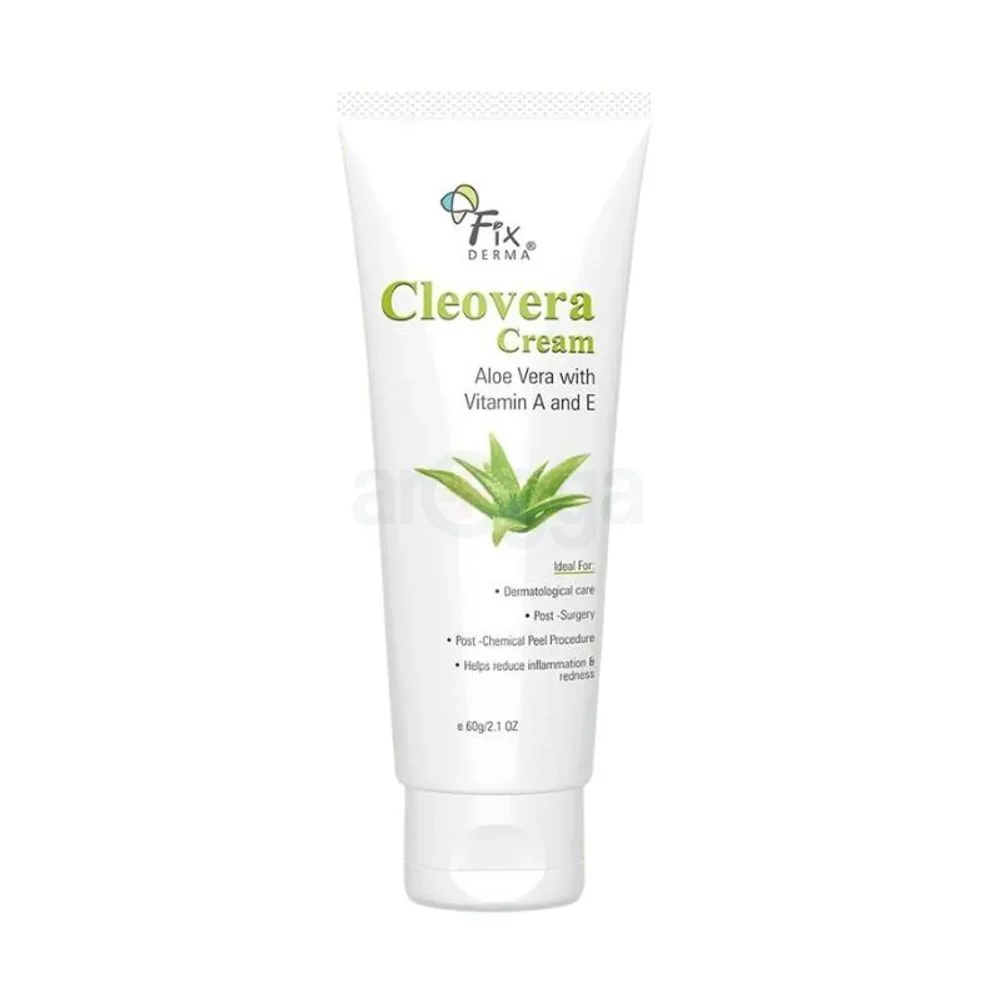 Fix
DERMA®
Cleovera
Cream
Aloe Vera with
Vitamin A and E
arogga
Ideal For:
• Dermatological care
• Post -Surgery
• Post -Chemical Peel Procedure
• Helps reduce inflammation &
redness
e 60g/2.1 OZ